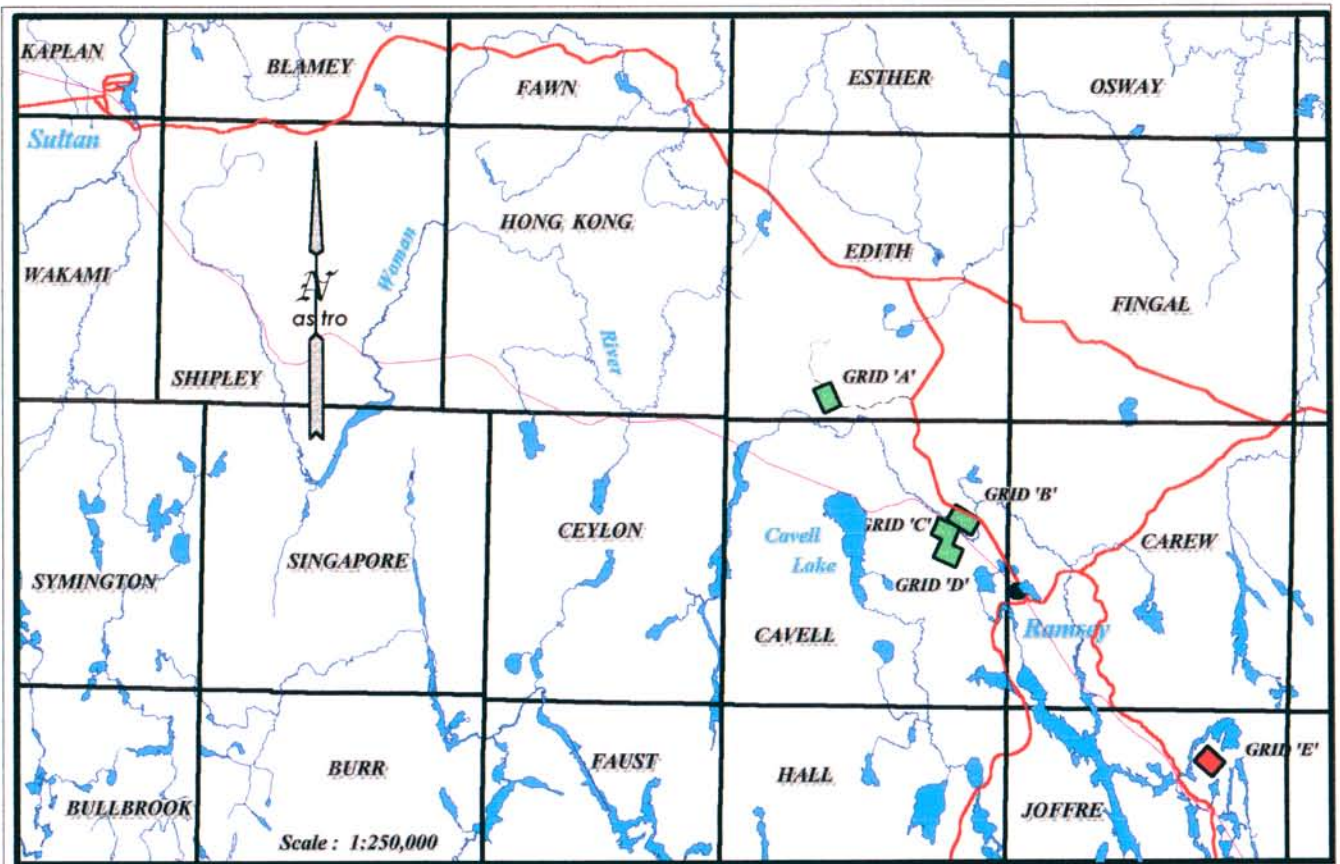 KAPLAN
BLAMEY
FAWN
ESTHER
OSWAY
Sultan
WAKAMI
SHIPLEY
N
astro
Woman
River
HONG KONG
EDITH
FINGAL
GRID 'A'
GRID 'B'
GRID 'C'
GRID 'D'
SYMINGTON
SINGAPORE
CEYLON
Cavell
Lake
CAVELL
CAREW
Ramsey
BULLBROOK
BURR
FAUST
HALL
JOFFRE
GRID 'E'
Scale : 1:250,000